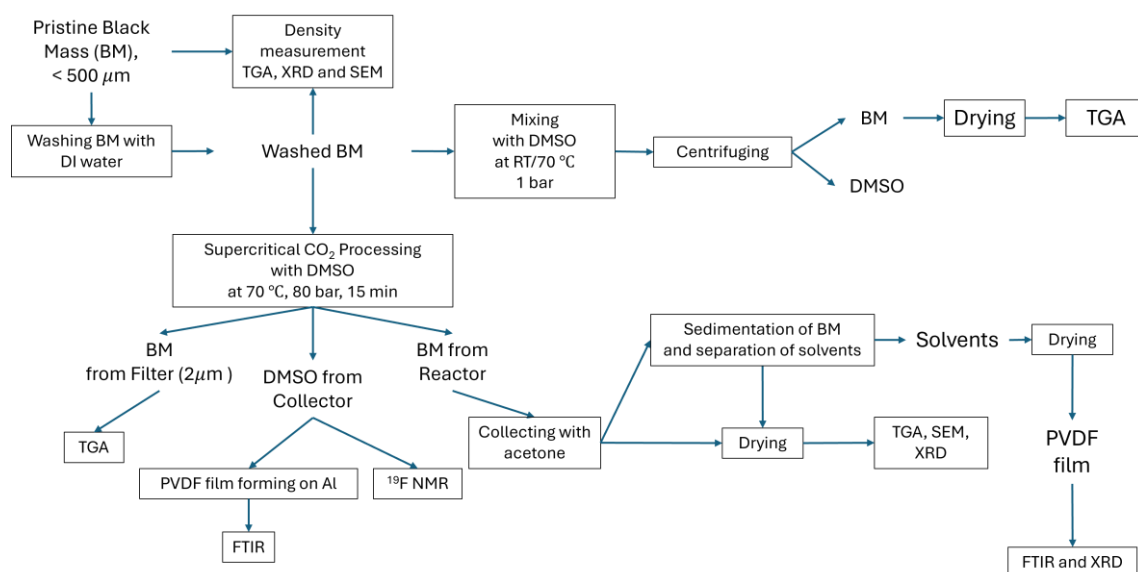 Pristine Black
Mass (BM),
< 500 𝜇m
Density
measurement
TGA, XRD and SEM
Washing BM with
DI water
Washed BM
Mixing
with DMSO
at RT/70 ℃
1 bar
Centrifuging
BM
Drying
TGA
DMSO
Supercritical CO₂ Processing
with DMSO
at 70 ℃, 80 bar, 15 min
BM
from Filter (2𝜇m )
DMSO from
Collector
BM from
Reactor
TGA
PVDF film forming on Al
¹⁹F NMR
FTIR
Collecting with
acetone
Sedimentation of BM
and separation of solvents
Solvents
Drying
Drying
TGA, SEM,
XRD
PVDF
film
FTIR and XRD